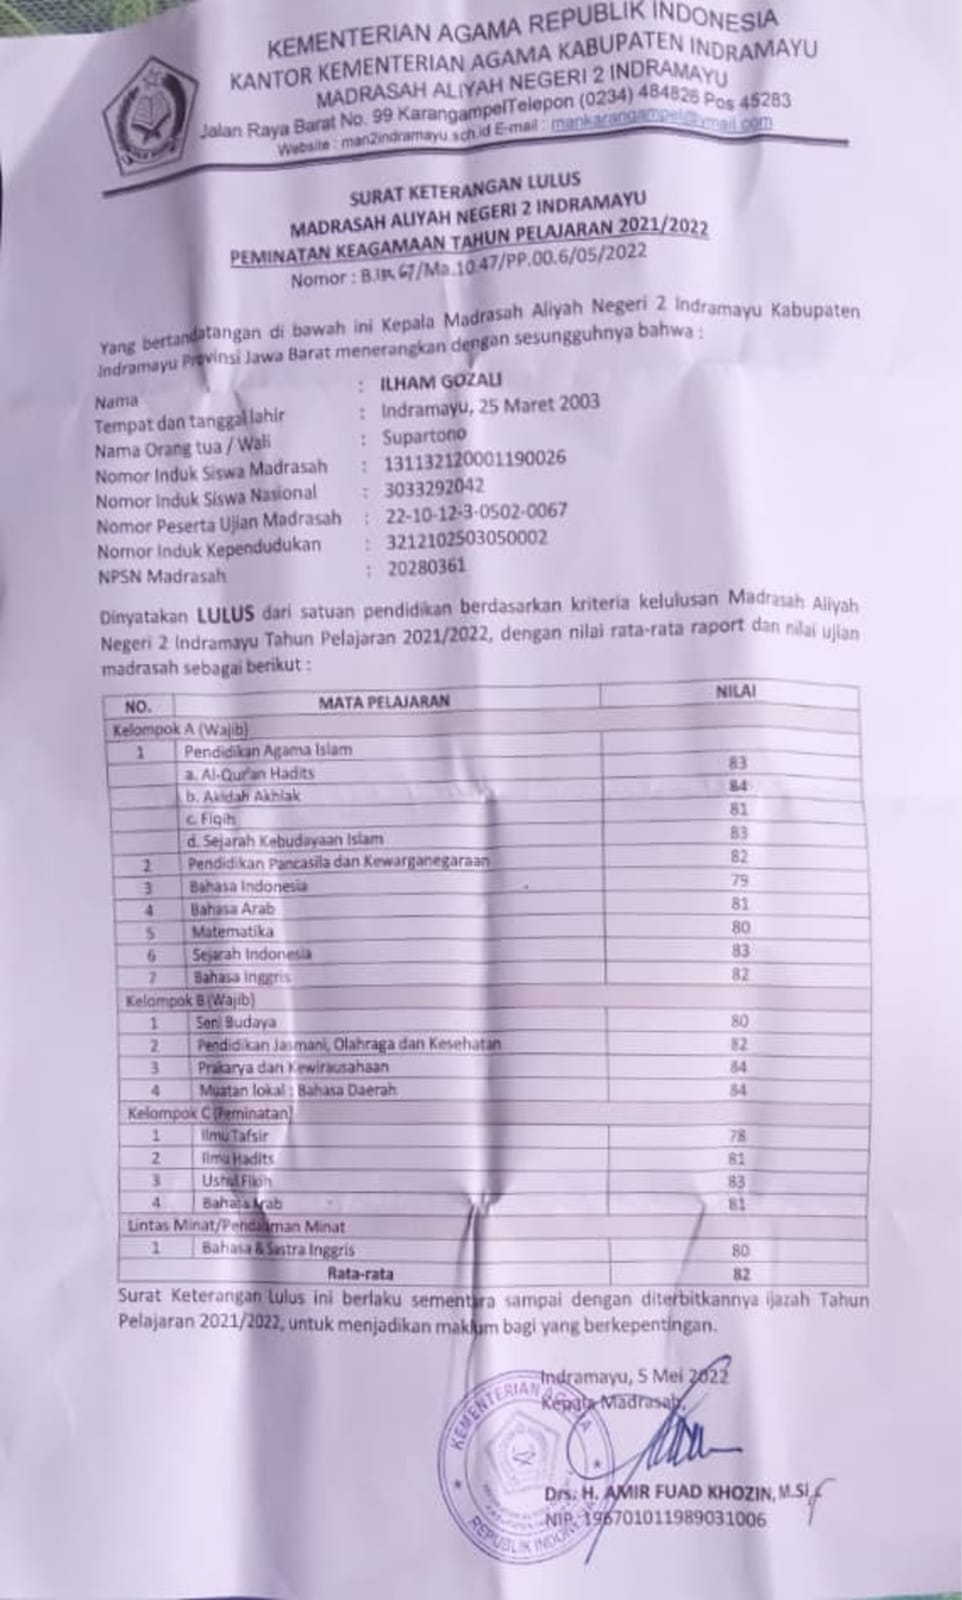 KEMENTERIAN AGAMA REPUBLIK INDONESIA
KANTOR KEMENTERIAN AGAMA KABUPATEN INDRAMAYU
MADRASAH ALIYAH NEGERI 2 INDRAMAYU
Jalan Raya Barat No. 99 KarangampelTelepon (0234) 484826 Pos 45283
Website : man2indramayu.sch.id E-mail : mankarangampel@ymail.com
SURAT KETERANGAN LULUS
MADRASAH ALIYAH NEGERI 2 INDRAMAYU
PEMINATAN KEAGAMAAN TAHUN PELAJARAN 2021/2022
Nomor : /Ma.10.47/PP.00.6/05/2022
Yang bertandatangan di bawah ini Kepala Madrasah Aliyah Negeri 2 Indramayu Kabupaten
Indramayu Provinsi Jawa Barat menerangkan dengan sesungguhnya bahwa :
Nama : ILHAM GOZALI
Tempat dan tanggal lahir : Indramayu, 25 Maret 2003
Nama Orang tua / Wali : Supartono
Nomor Induk Siswa Madrasah : 131132120001190026
Nomor Induk Siswa Nasional : 3033292042
Nomor Peserta Ujian Madrasah : 22-10-12-3-0502-0067
Nomor Induk Kependudukan : 3212102503050002
NPSN Madrasah : 20280361
Dinyatakan LULUS dari satuan pendidikan berdasarkan kriteria kelulusan Madrasah Aliyah
Negeri 2 Indramayu Tahun Pelajaran 2021/2022, dengan nilai rata-rata raport dan nilai ujian
madrasah sebagai berikut :
NO. MATA PELAJARAN NILAI
Kelompok A (Wajib)
1 Pendidikan Agama Islam
a. Al-Qur'an Hadits 83
b. Akidah Akhlak 84
c. Fiqih 81
d. Sejarah Kebudayaan Islam 83
2 Pendidikan Pancasila dan Kewarganegaraan 82
3 Bahasa Indonesia 79
4 Bahasa Arab 81
5 Matematika 80
6 Sejarah Indonesia 83
7 Bahasa Inggris 82
Kelompok B (Wajib)
1 Seni Budaya 80
2 Pendidikan Jasmani, Olahraga dan Kesehatan 82
3 Prakarya dan Kewirausahaan 84
4 Muatan lokal : Bahasa Daerah 84
Kelompok C (Peminatan)
1 Ilmu Tafsir 78
2 Ilmu Hadits 81
3 Ushul Fikih 83
4 Bahasa Arab 81
Lintas Minat/Pendalaman Minat
1 Bahasa & Sastra Inggris 80
Rata-rata 82
Surat Keterangan Lulus ini berlaku sementara sampai dengan diterbitkannya ijazah Tahun
Pelajaran 2021/2022, untuk menjadikan maklum bagi yang berkepentingan.
Indramayu, 5 Mei 2022
Kepala Madrasah,
KEMENTERIAN AGAMA
REPUBLIK INDONESIA
Drs. H. AMIR FUAD KHOZIN, M.SI
NIP. 196701011989031006